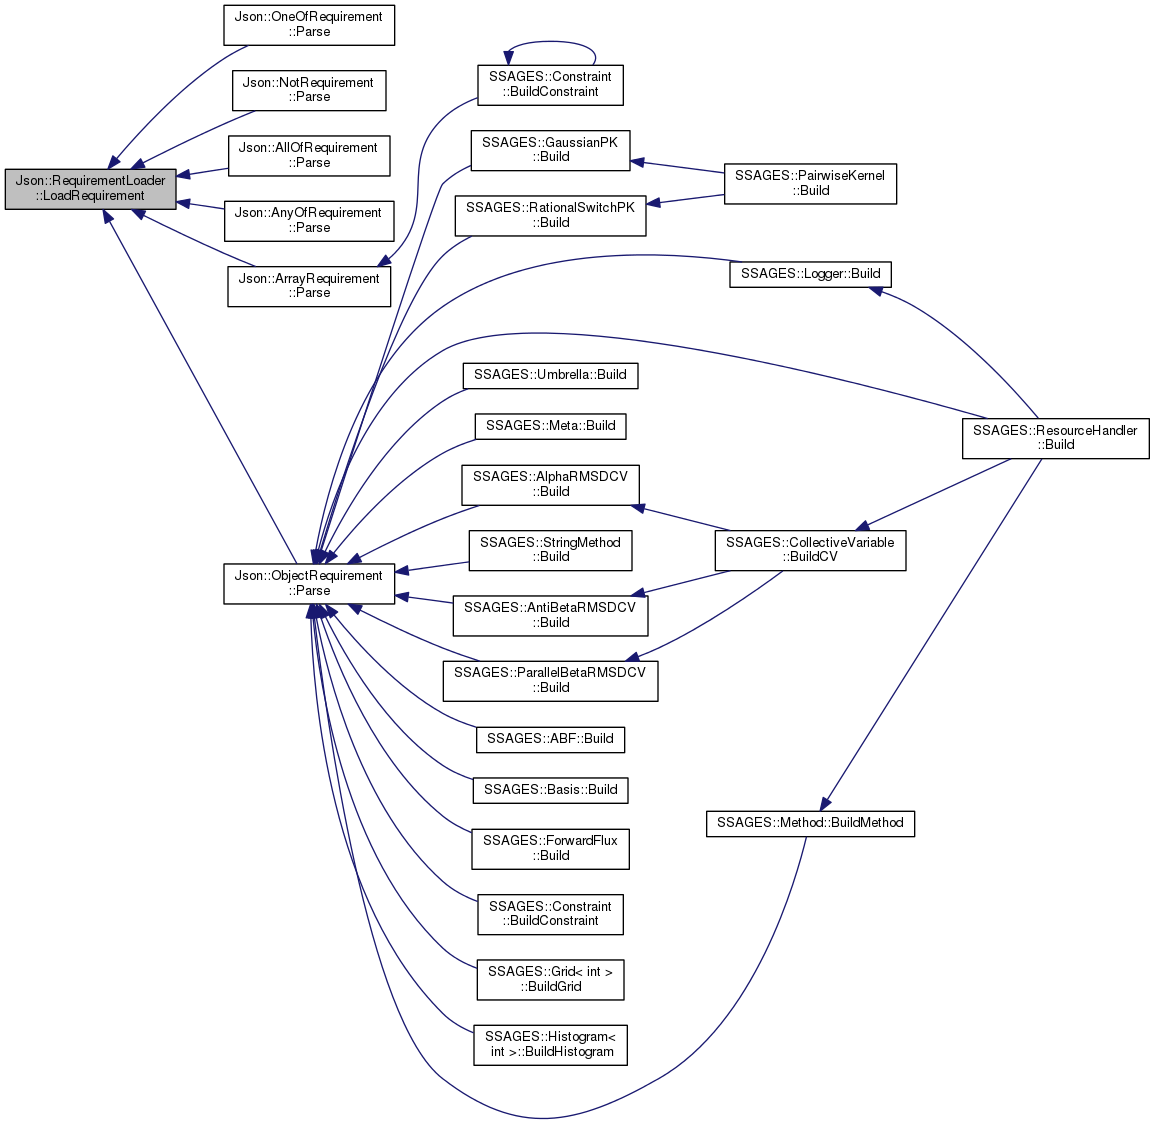 Json::OneOfRequirement
::Parse
Json::NotRequirement
::Parse
Json::AllOfRequirement
::Parse
Json::RequirementLoader
::LoadRequirement
Json::AnyOfRequirement
::Parse
Json::ArrayRequirement
::Parse
Json::ObjectRequirement
::Parse
SSAGES::Constraint
::BuildConstraint
SSAGES::GaussianPK
::Build
SSAGES::RationalSwitchPK
::Build
SSAGES::PairwiseKernel
::Build
SSAGES::Logger::Build
SSAGES::Umbrella::Build
SSAGES::Meta::Build
SSAGES::AlphaRMSDCV
::Build
SSAGES::StringMethod
::Build
SSAGES::AntiBetaRMSDCV
::Build
SSAGES::ParallelBetaRMSDCV
::Build
SSAGES::CollectiveVariable
::BuildCV
SSAGES::ResourceHandler
::Build
SSAGES::ABF::Build
SSAGES::Basis::Build
SSAGES::ForwardFlux
::Build
SSAGES::Constraint
::BuildConstraint
SSAGES::Grid< int >
::BuildGrid
SSAGES::Histogram<
int >::BuildHistogram
SSAGES::Method::BuildMethod